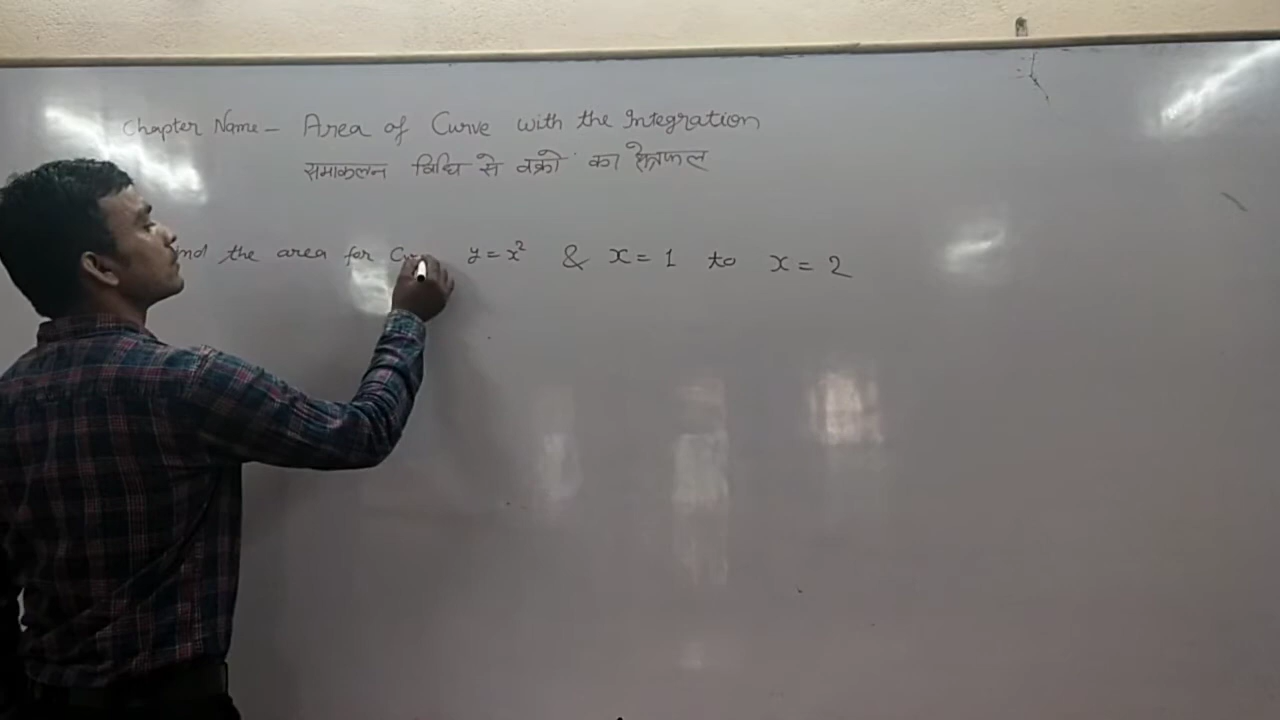 Chapter Name - Area of Curve with the Integration
समाकलन विधि से वक्रो का क्षेत्रफल
the area for y = x² & x = 1 to x = 2